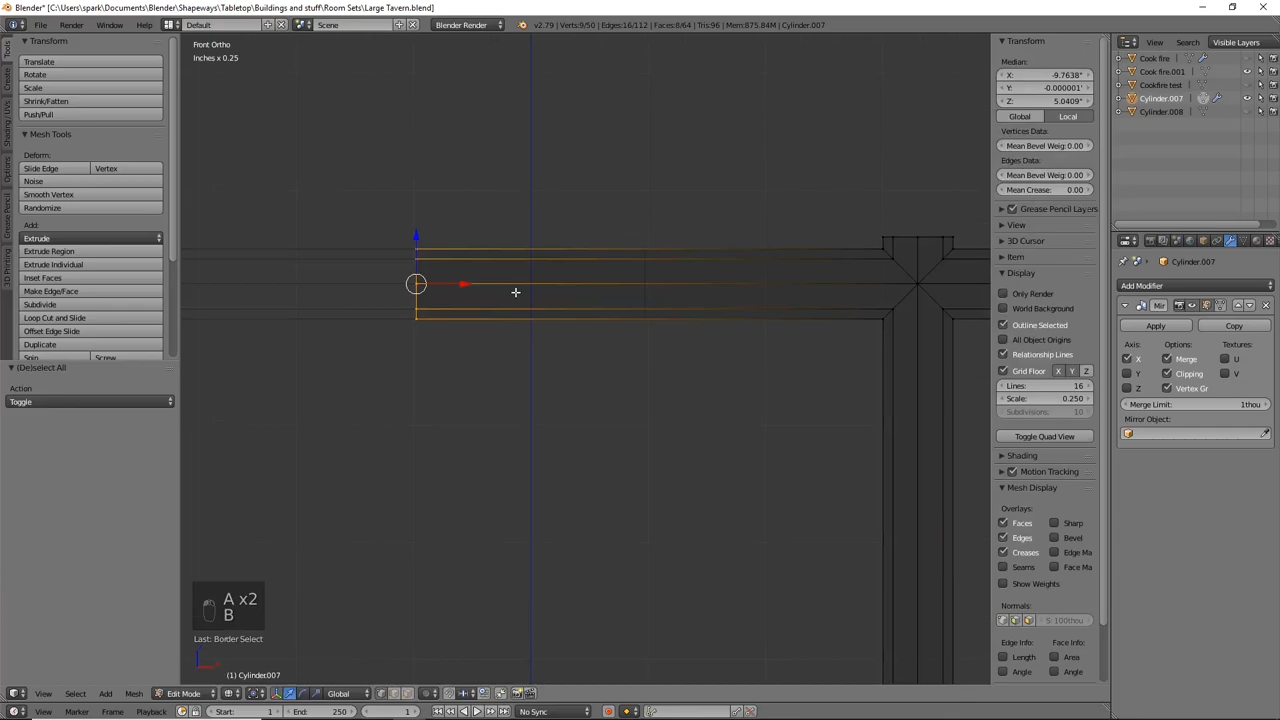 Blender* [C:\Users\spark\Documents\Blender\Shapeways\Tabletop\Buildings and stuff\Room Sets\Large Tavern.blend]
File Render Window Help Default Scene Blender Render v2.79 | Verts:9/50 | Edges:16/112 | Faces:8/64 | Tris:96 | Mem:875.84M | Cylinder.007
Tools
Create
Shading / UVs
Options
Grease Pencil
3D Printing
Transform
Translate
Rotate
Scale
Shrink/Fatten
Push/Pull
Mesh Tools
Deform:
Slide Edge Vertex
Noise
Smooth Vertex
Randomize
Add:
Extrude
Extrude Region
Extrude Individual
Inset Faces
Make Edge/Face
Subdivide
Loop Cut and Slide
Offset Edge Slide
Duplicate
Spin Screw
(De)select All
Action
Toggle
Front Ortho
Inches x 0.25
A x2
B
Last: Border Select
(1) Cylinder.007
Transform
Median:
X: -9.7638"
Y: -0.000001'
Z: 5.0409"
Global Local
Vertices Data:
Mean Bevel Weig: 0.00
Edges Data:
Mean Bevel Weig: 0.00
Mean Crease: 0.00
Grease Pencil Layers
View
3D Cursor
Item
Display
Only Render
World Background
Outline Selected
All Object Origins
Relationship Lines
Grid Floor X Y Z
Lines: 16
Scale: 0.250
Subdivisions: 10
Toggle Quad View
Shading
Motion Tracking
Mesh Display
Overlays:
Faces Sharp
Edges Bevel
Creases Edge Ma
Seams Face Ma
Show Weights
Normals:
S: 100thou
Edge Info: Face Info:
Length Area
Angle Angle
View Search Visible Layers
Cook fire
Cook fire.001
Cookfire test
Cylinder.007
Cylinder.008
Cylinder.007
Add Modifier
Mir
Apply Copy
Axis: Options: Textures:
X Merge U
Y Clipping V
Z Vertex Gr
Merge Limit: 1thou
Mirror Object:
View Select Add Mesh Edit Mode Global
View Marker Frame Playback Start: 1 End: 250 1 No Sync